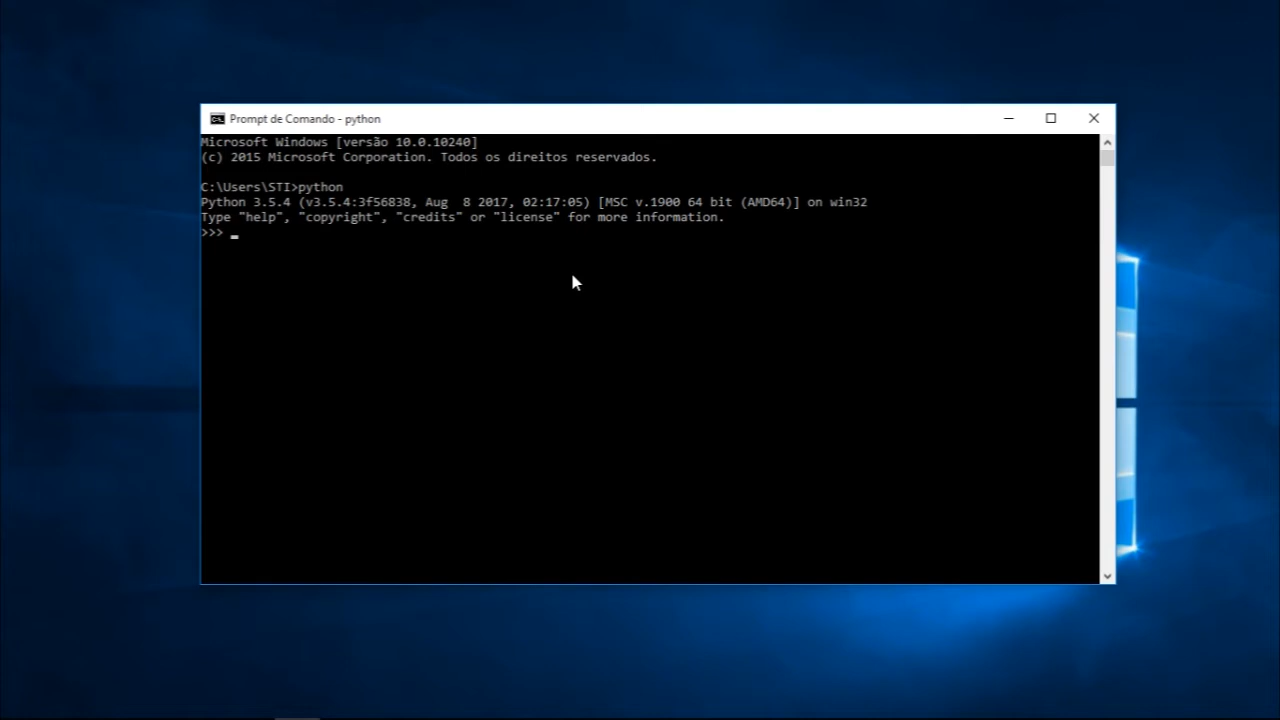 Prompt de Comando - python
Microsoft Windows [versão 10.0.10240]
(c) 2015 Microsoft Corporation. Todos os direitos reservados.
C:\Users\STI>python
Python 3.5.4 (v3.5.4:3f56838, Aug  8 2017, 02:17:05) [MSC v.1900 64 bit (AMD64)] on win32
Type "help", "copyright", "credits" or "license" for more information.
>>> _